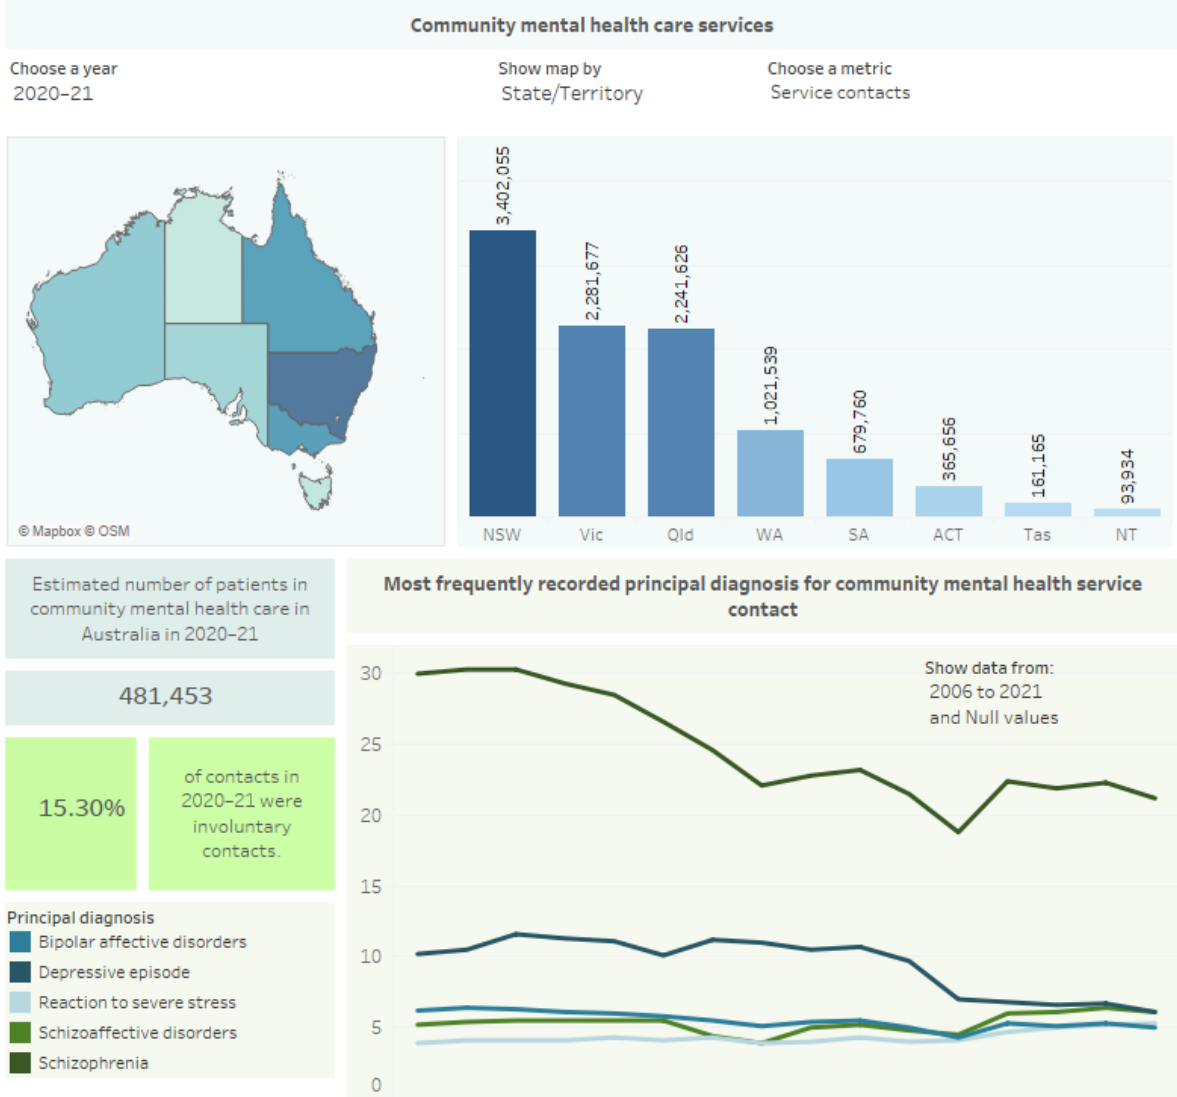 Community mental health care services
Choose a year
2020–21
Show map by
State/Territory
Choose a metric
Service contacts
© Mapbox © OSM
3,402,055
2,281,677
2,241,626
1,021,539
679,760
365,656
161,165
93,934
NSW
Vic
Qld
WA
SA
ACT
Tas
NT
Estimated number of patients in
community mental health care in
Australia in 2020–21
481,453
15.30%
of contacts in
2020–21 were
involuntary
contacts.
Principal diagnosis
Bipolar affective disorders
Depressive episode
Reaction to severe stress
Schizoaffective disorders
Schizophrenia
Most frequently recorded principal diagnosis for community mental health service
contact
Show data from:
2006 to 2021
and Null values
30
25
20
15
10
5
0